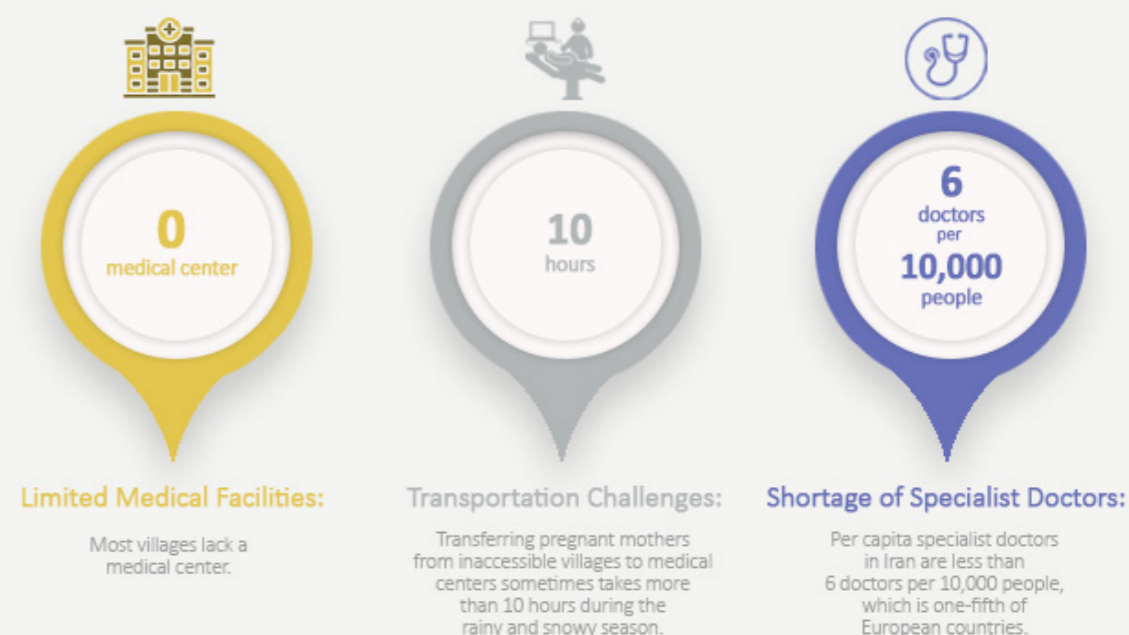 0
medical center
Limited Medical Facilities:
Most villages lack a
medical center.
10
hours
Transportation Challenges:
Transferring pregnant mothers
from inaccessible villages to medical
centers sometimes takes more
than 10 hours during the
rainy and snowy season.
6
doctors
per
10,000
people
Shortage of Specialist Doctors:
Per capita specialist doctors
in Iran are less than
6 doctors per 10,000 people,
which is one-fifth of
European countries.